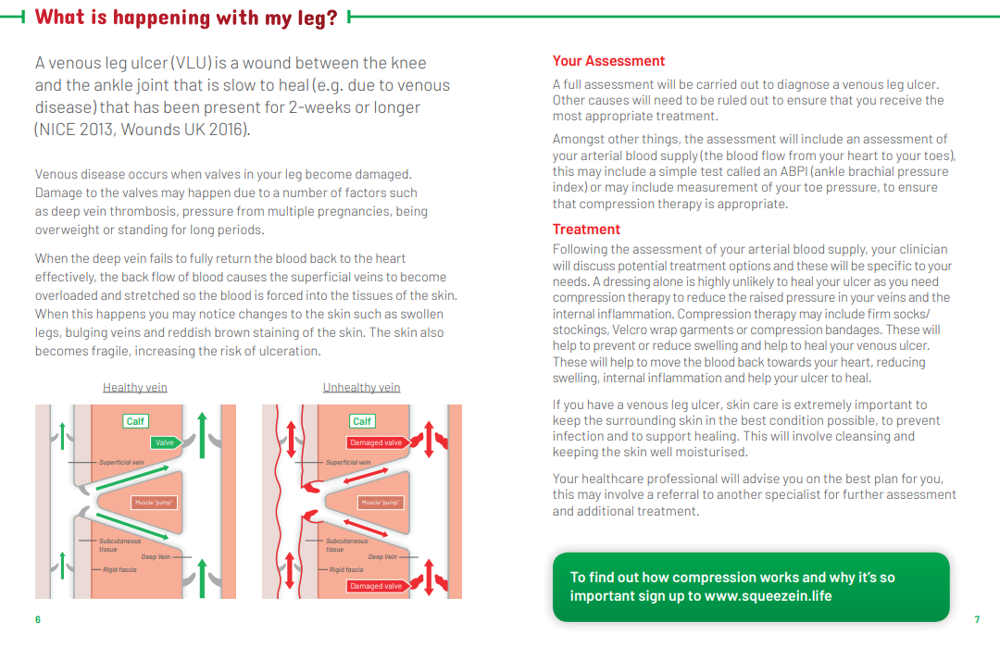 What is happening with my leg?
A venous leg ulcer (VLU) is a wound between the knee
and the ankle joint that is slow to heal (e.g. due to venous
disease) that has been present for 2-weeks or longer
(NICE 2013, Wounds UK 2016).
Venous disease occurs when valves in your leg become damaged.
Damage to the valves may happen due to a number of factors such
as deep vein thrombosis, pressure from multiple pregnancies, being
overweight or standing for long periods.
When the deep vein fails to fully return the blood back to the heart
effectively, the back flow of blood causes the superficial veins to become
overloaded and stretched so the blood is forced into the tissues of the skin.
When this happens you may notice changes to the skin such as swollen
legs, bulging veins and reddish brown staining of the skin. The skin also
becomes fragile, increasing the risk of ulceration.
Healthy vein
Calf
Valve
Superficial vein
Muscle "pump"
Subcutaneous
tissue
Deep Vein
Rigid fascia
Unhealthy vein
Calf
Damaged valve
Superficial vein
Muscle "pump"
Subcutaneous
tissue
Deep Vein
Rigid fascia
Damaged valve
6
Your Assessment
A full assessment will be carried out to diagnose a venous leg ulcer.
Other causes will need to be ruled out to ensure that you receive the
most appropriate treatment.
Amongst other things, the assessment will include an assessment of
your arterial blood supply (the blood flow from your heart to your toes),
this may include a simple test called an ABPI (ankle brachial pressure
index) or may include measurement of your toe pressure, to ensure
that compression therapy is appropriate.
Treatment
Following the assessment of your arterial blood supply, your clinician
will discuss potential treatment options and these will be specific to your
needs. A dressing alone is highly unlikely to heal your ulcer as you need
compression therapy to reduce the raised pressure in your veins and the
internal inflammation. Compression therapy may include firm socks/
stockings, Velcro wrap garments or compression bandages. These will
help to prevent or reduce swelling and help to heal your venous ulcer.
These will help to move the blood back towards your heart, reducing
swelling, internal inflammation and help your ulcer to heal.
If you have a venous leg ulcer, skin care is extremely important to
keep the surrounding skin in the best condition possible, to prevent
infection and to support healing. This will involve cleansing and
keeping the skin well moisturised.
Your healthcare professional will advise you on the best plan for you,
this may involve a referral to another specialist for further assessment
and additional treatment.
To find out how compression works and why it's so
important sign up to www.squeezein.life
7